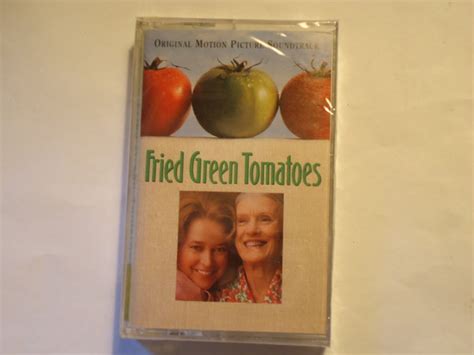 ORIGINAL MOTION PICTURE SOUNDTRACK
Fried Green Tomatoes